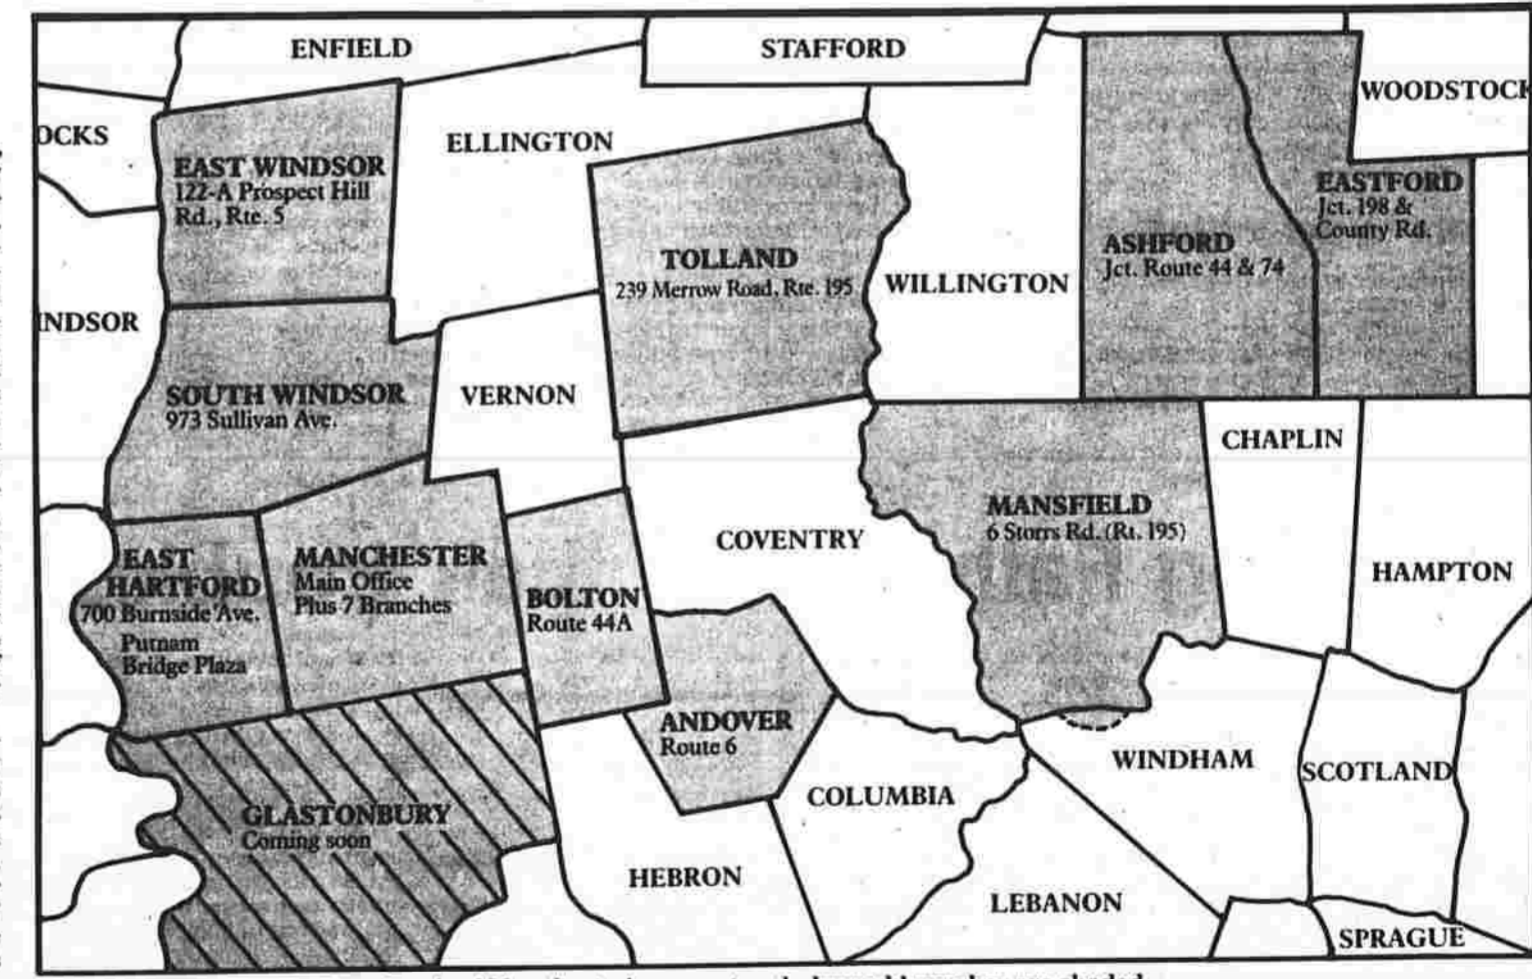 ENFIELD
STAFFORD
WOODSTOCK
OCKS
ELLINGTON
EAST WINDSOR
122-A Prospect Hill
Rd., Rte. 5
EASTFORD
Jct. 198 &
County Rd.
ASHFORD
Jct. Route 44 & 74
TOLLAND
239 Merrow Road, Rte. 195
WILLINGTON
INDSOR
SOUTH WINDSOR
973 Sullivan Ave.
VERNON
CHAPLIN
MANSFIELD
6 Storrs Rd. (Rt. 195)
COVENTRY
HAMPTON
EAST
HARTFORD
700 Burnside Ave.
Putnam
Bridge Plaza
MANCHESTER
Main Office
Plus 7 Branches
BOLTON
Route 44A
ANDOVER
Route 6
WINDHAM
SCOTLAND
COLUMBIA
GLASTONBURY
Coming soon
HEBRON
LEBANON
SPRAGUE